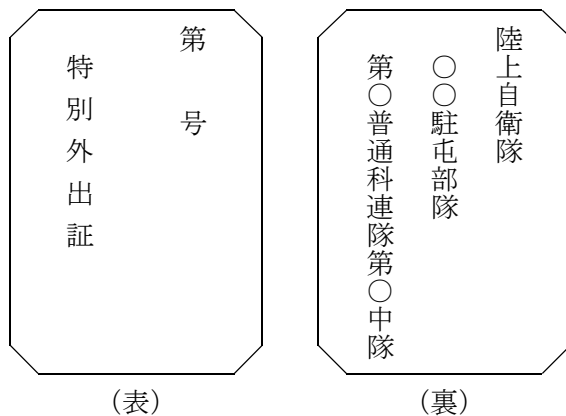 第　号
特別外出証
(表)
陸上自衛隊
○○駐屯部隊
第○普通科連隊第○中隊
(裏)